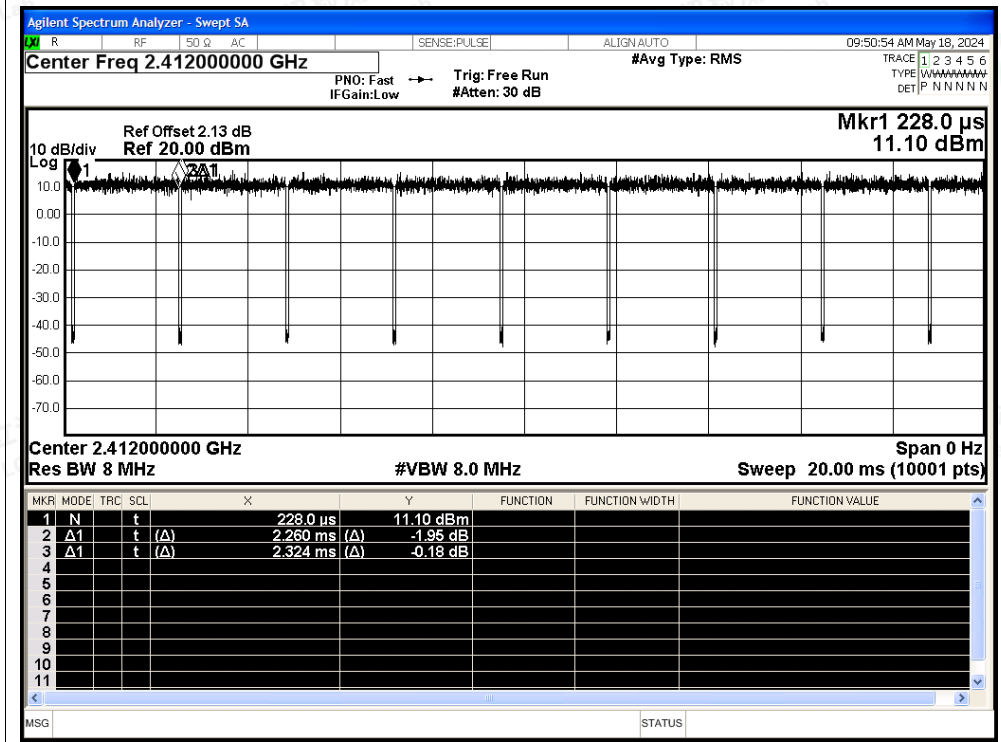 Agilent Spectrum Analyzer - Swept SA
LXI R RF 50 Ω AC SENSE:PULSE ALIGN AUTO 09:50:54 AM May 18, 2024
Center Freq 2.412000000 GHz #Avg Type: RMS TRACE 1 2 3 4 5 6
PNO: Fast Trig: Free Run TYPE WWWWWW
IFGain:Low #Atten: 30 dB DET P N N N N N
Mkr1 228.0 µs
Ref Offset 2.13 dB
10 dB/div Ref 20.00 dBm 11.10 dBm
Log
1 2Δ1
10.0
0.00
-10.0
-20.0
-30.0
-40.0
-50.0
-60.0
-70.0
Center 2.412000000 GHz Span 0 Hz
Res BW 8 MHz #VBW 8.0 MHz Sweep 20.00 ms (10001 pts)
MKR MODE TRC SCL X Y FUNCTION FUNCTION WIDTH FUNCTION VALUE
1 N t 228.0 µs 11.10 dBm
2 Δ1 t (Δ) 2.260 ms (Δ) -1.95 dB
3 Δ1 t (Δ) 2.324 ms (Δ) -0.18 dB
4
5
6
7
8
9
10
11
MSG STATUS